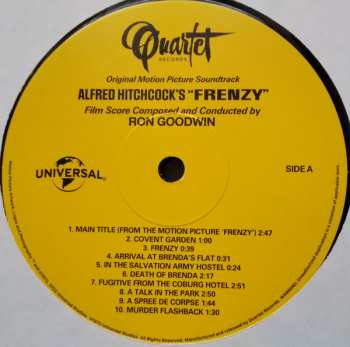 Quartet
RECORDS
Original Motion Picture Soundtrack
ALFRED HITCHCOCK'S "FRENZY"
Film Score Composed and Conducted by
RON GOODWIN
UNIVERSAL
SIDE A
1. MAIN TITLE (FROM THE MOTION PICTURE 'FRENZY') 2:47
2. COVENT GARDEN 1:00
3. FRENZY 0:39
4. ARRIVAL AT BRENDA'S FLAT 0:51
5. IN THE SALVATION ARMY HOSTEL 0:24
6. DEATH OF BRENDA 2:17
7. FUGITIVE FROM THE COBURG HOTEL 2:51
8. A TALK IN THE PARK 2:50
9. A SPREE DE CORPSE 1:44
10. MURDER FLASHBACK 1:30